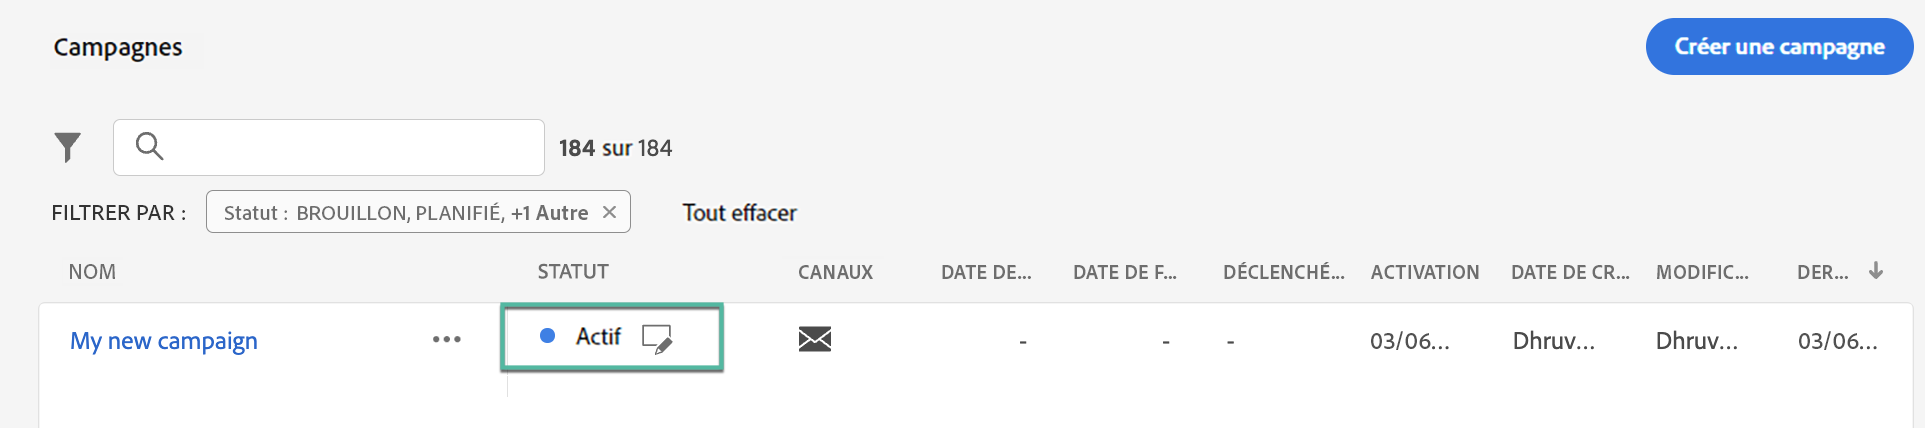 Campagnes
Créer une campagne
184 sur 184
FILTRER PAR : Statut : BROUILLON, PLANIFIÉ, +1 Autre Tout effacer
NOM STATUT CANAUX DATE DE... DATE DE F... DÉCLENCHÉ... ACTIVATION DATE DE CR... MODIFIC... DER...
My new campaign ••• Actif - - - 03/06... Dhruv... Dhruv... 03/06...